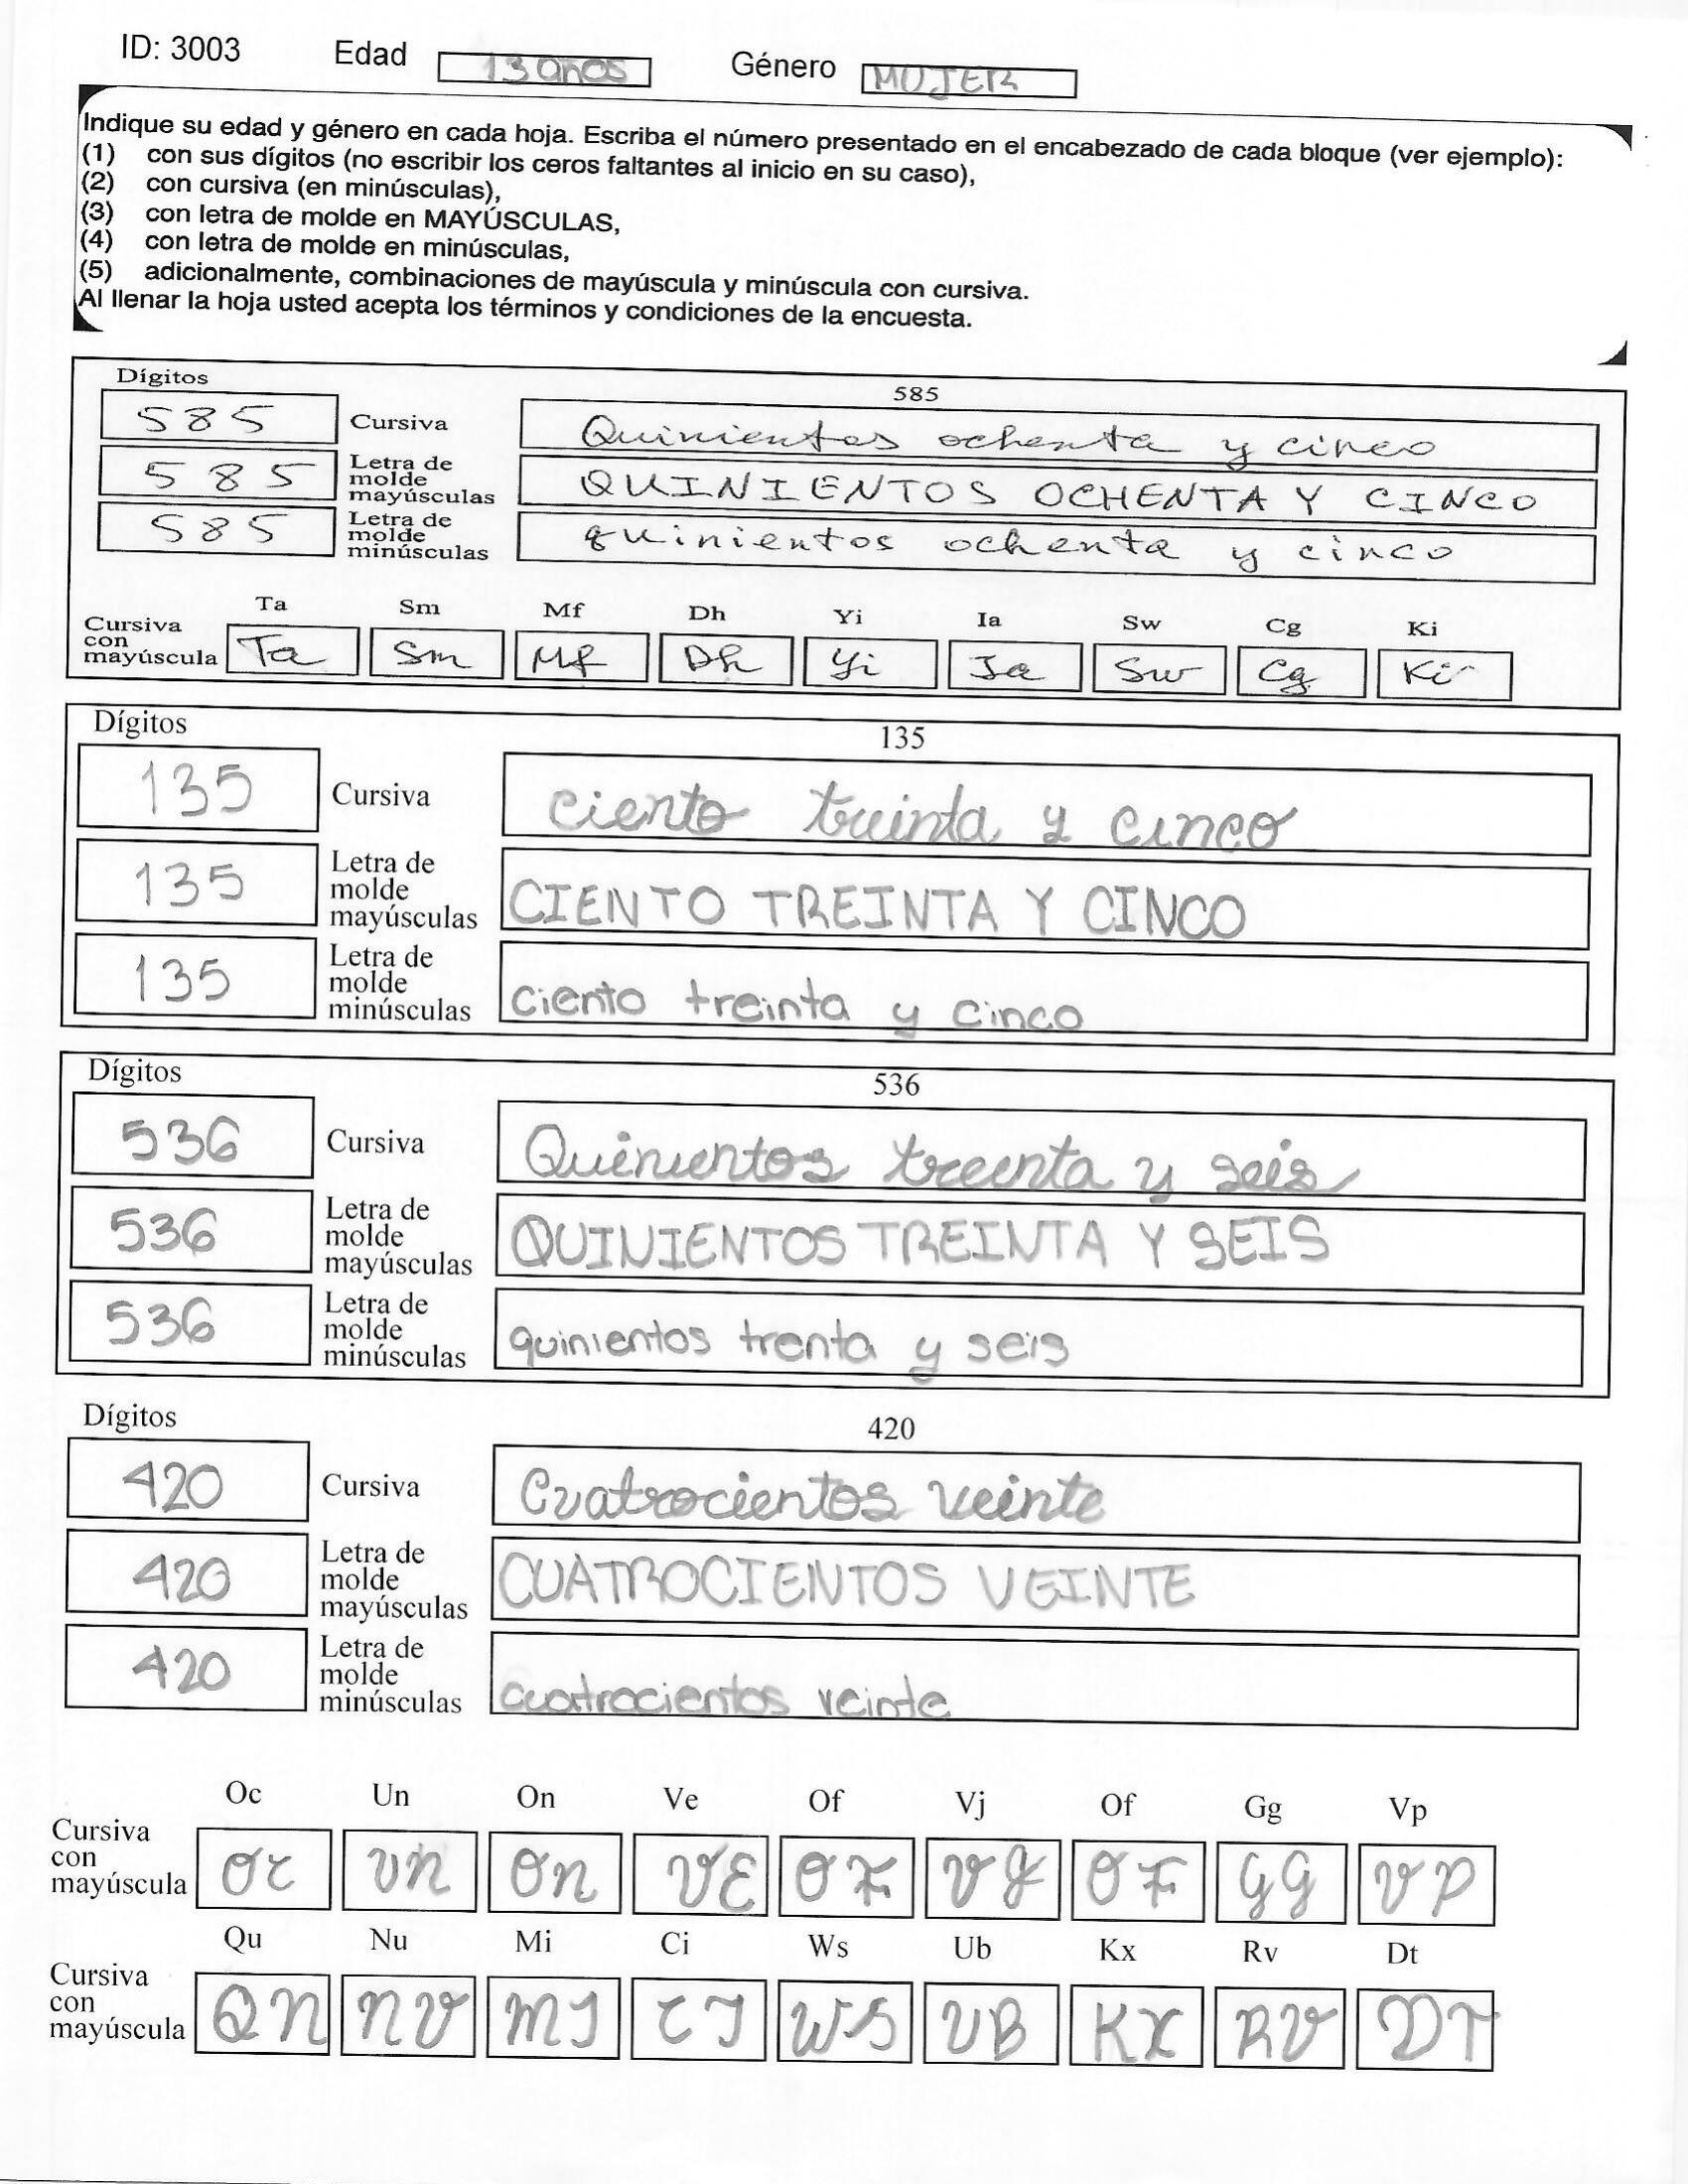 ID: 3003 Edad 13 años Género MUJER
Indique su edad y género en cada hoja. Escriba el número presentado en el encabezado de cada bloque (ver ejemplo):
(1) con sus dígitos (no escribir los ceros faltantes al inicio en su caso),
(2) con cursiva (en minúsculas),
(3) con letra de molde en MAYÚSCULAS,
(4) con letra de molde en minúsculas,
(5) adicionalmente, combinaciones de mayúscula y minúscula con cursiva.
Al llenar la hoja usted acepta los términos y condiciones de la encuesta.
Dígitos 585
585 Cursiva Quinientos ochenta y cinco
585 Letra de molde mayúsculas QUINIENTOS OCHENTA Y CINCO
585 Letra de molde minúsculas quinientos ochenta y cinco
Ta Sm Mf Dh Yi Ia Sw Cg Ki
Cursiva con mayúscula Ta Sm Mf Dh Yi Ia Sw Cg Ki
Dígitos 135
135 Cursiva ciento treinta y cinco
135 Letra de molde mayúsculas CIENTO TREINTA Y CINCO
135 Letra de molde minúsculas ciento treinta y cinco
Dígitos 536
536 Cursiva Quinientos treinta y seis
536 Letra de molde mayúsculas QUINIENTOS TREINTA Y SEIS
536 Letra de molde minúsculas quinientos trenta y seis
Dígitos 420
420 Cursiva Cuatrocientos veinte
420 Letra de molde mayúsculas CUATROCIENTOS VEINTE
420 Letra de molde minúsculas cuatrocientos veinte
Oc Un On Ve Of Vj Of Gg Vp
Cursiva con mayúscula Oc Un On VE OF VJ OF GG VP
Qu Nu Mi Ci Ws Ub Kx Rv Dt
Cursiva con mayúscula QN NU MI CI WS UB KX RV DT